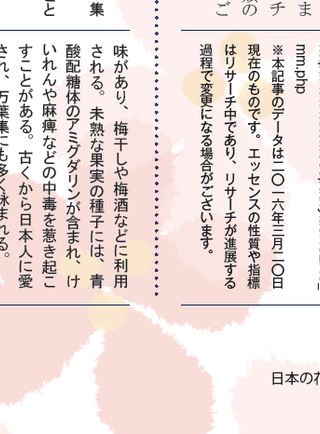 ま
チ
の
ご
mm.php
※本記事のデータは二〇一六年三月二〇日
現在のものです。エッセンスの性質や指標
はリサーチ中であり、リサーチが進展する
過程で変更になる場合がございます。
集
と
味があり、梅干しや梅酒などに利用
される。未熟な果実の種子には、青
酸配糖体のアミグダリンが含まれ、け
いれんや麻痺などの中毒を惹き起こ
すことがある。古くから日本人に愛
され、万葉集にも多く詠まれる。
日本の花